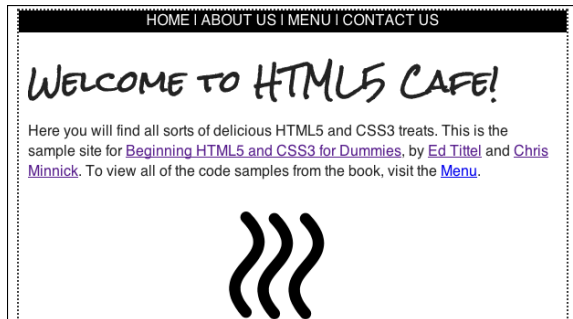 HOME | ABOUT US | MENU | CONTACT US
Welcome to HTML5 Cafe!
Here you will find all sorts of delicious HTML5 and CSS3 treats. This is the
sample site for Beginning HTML5 and CSS3 for Dummies, by Ed Tittel and Chris
Minnick. To view all of the code samples from the book, visit the Menu.